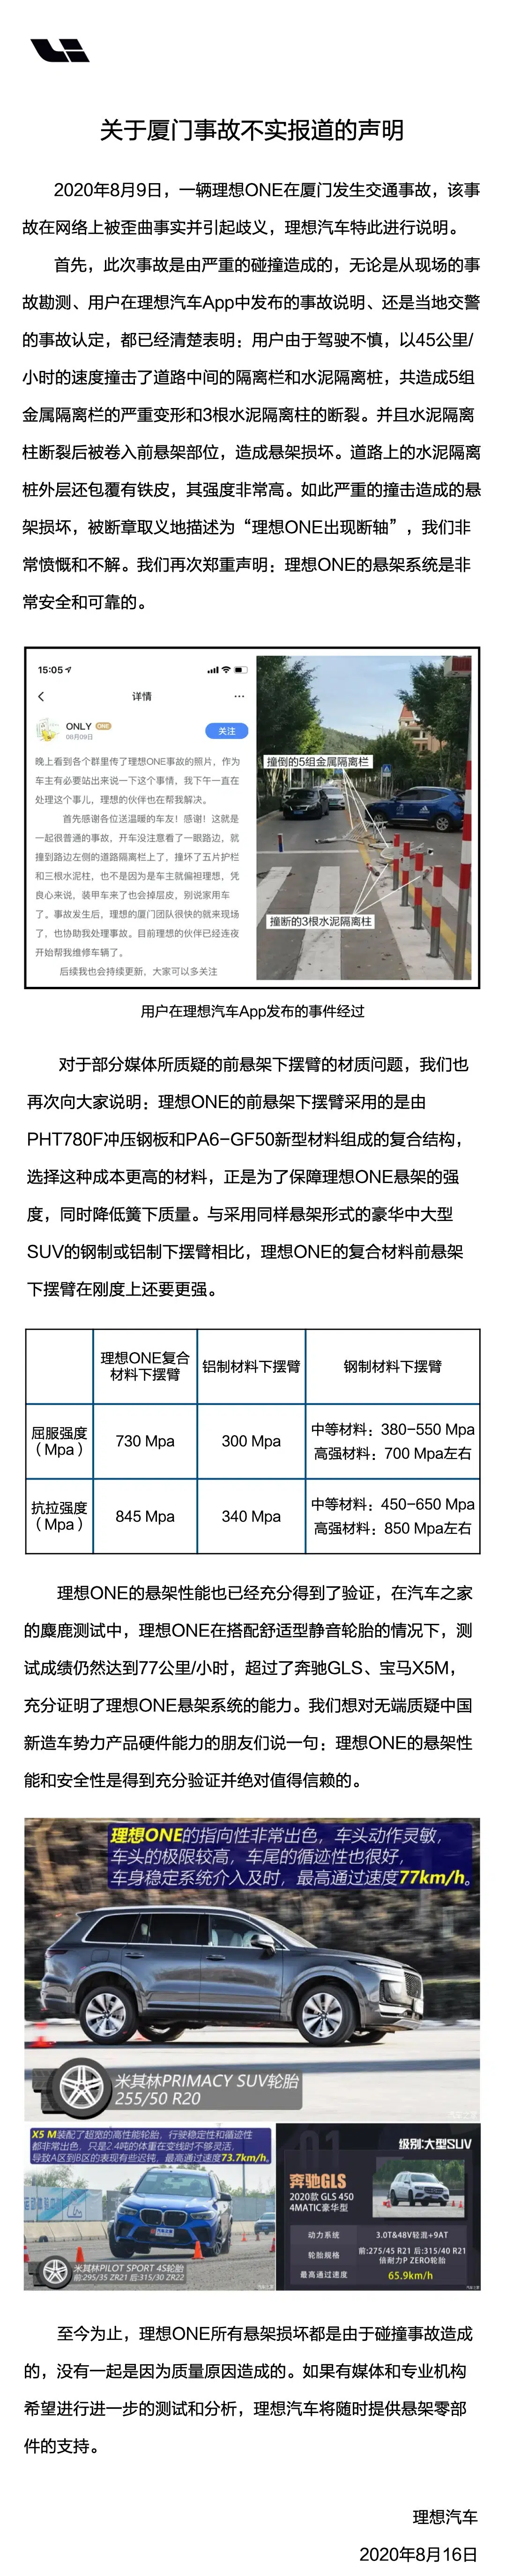 关于厦门事故不实报道的声明
2020年8月9日，一辆理想ONE在厦门发生交通事故，该事
故在网络上被歪曲事实并引起歧义，理想汽车特此进行说明。
首先，此次事故是由严重的碰撞造成的，无论是从现场的事
故勘测、用户在理想汽车App中发布的事故说明、还是当地交警
的事故认定，都已经清楚表明：用户由于驾驶不慎，以45公里/
小时的速度撞击了道路中间的隔离栏和水泥隔离桩，共造成5组
金属隔离栏的严重变形和3根水泥隔离柱的断裂。并且水泥隔离
柱断裂后被卷入前悬架部位，造成悬架损坏。道路上的水泥隔离
桩外层还包覆有铁皮，其强度非常高。如此严重的撞击造成的悬
架损坏，被断章取义地描述为“理想ONE出现断轴”，我们非
常愤慨和不解。我们再次郑重声明：理想ONE的悬架系统是非
常安全和可靠的。
15:05
详情
ONLY ONE
08月09日
关注
晚上看到各个群里传了理想ONE事故的照片，作为
车主有必要站出来说一下这个事情，我下午一直在
处理这个事儿，理想的伙伴也在帮我解决。
首先感谢各位送温暖的车友！感谢！这就是
一起很普通的事故，开车没注意看了一眼路边，就
撞到路边左侧的道路隔离栏上了，撞坏了五片护栏
和三根水泥柱，也不是因为是车主就偏袒理想，凭
良心来说，装甲车来了也会掉层皮，别说家用车
了。事故发生后，理想的厦门团队很快的就来现场
了，也协助我处理事故。目前理想的伙伴已经连夜
开始帮我维修车辆了。
后续我也会持续更新，大家可以多关注
撞倒的5组金属隔离栏
撞断的3根水泥隔离柱
用户在理想汽车App发布的事件经过
对于部分媒体所质疑的前悬架下摆臂的材质问题，我们也
再次向大家说明：理想ONE的前悬架下摆臂采用的是由
PHT780F冲压钢板和PA6-GF50新型材料组成的复合结构，
选择这种成本更高的材料，正是为了保障理想ONE悬架的强
度，同时降低簧下质量。与采用同样悬架形式的豪华中大型
SUV的钢制或铝制下摆臂相比，理想ONE的复合材料前悬架
下摆臂在刚度上还要更强。
理想ONE复合
材料下摆臂
铝制材料下摆臂
钢制材料下摆臂
屈服强度
（Mpa）
730 Mpa
300 Mpa
中等材料：380-550 Mpa
高强材料：700 Mpa左右
抗拉强度
（Mpa）
845 Mpa
340 Mpa
中等材料：450-650 Mpa
高强材料：850 Mpa左右
理想ONE的悬架性能也已经充分得到了验证，在汽车之家
的麋鹿测试中，理想ONE在搭配舒适型静音轮胎的情况下，测
试成绩仍然达到77公里/小时，超过了奔驰GLS、宝马X5M，
充分证明了理想ONE悬架系统的能力。我们想对无端质疑中国
新造车势力产品硬件能力的朋友们说一句：理想ONE的悬架性
能和安全性是得到充分验证并绝对值得信赖的。
理想ONE的指向性非常出色，车头动作灵敏，
车头的极限较高，车尾的循迹性也很好，
车身稳定系统介入及时，最高通过速度77km/h。
米其林PRIMACY SUV轮胎
255/50 R20
X5 M装配了超宽的高性能轮胎，行驶稳定性和循迹性
都非常出色，只是2.4吨的体重在变线时不够灵活，
导致A区到B区的表现有些迟钝，最高通过速度73.7km/h。
米其林PILOT SPORT 4S轮胎
前:295/35 ZR21 后:315/30 ZR22
01
级别:大型SUV
奔驰GLS
2020款 GLS 450
4MATIC豪华型
动力系统
3.0T&48V轻混+9AT
轮胎规格
前:275/45 R21 后:315/40 R21
倍耐力P ZERO轮胎
最高通过速度
65.9km/h
至今为止，理想ONE所有悬架损坏都是由于碰撞事故造成
的，没有一起是因为质量原因造成的。如果有媒体和专业机构
希望进行进一步的测试和分析，理想汽车将随时提供悬架零部
件的支持。
理想汽车
2020年8月16日